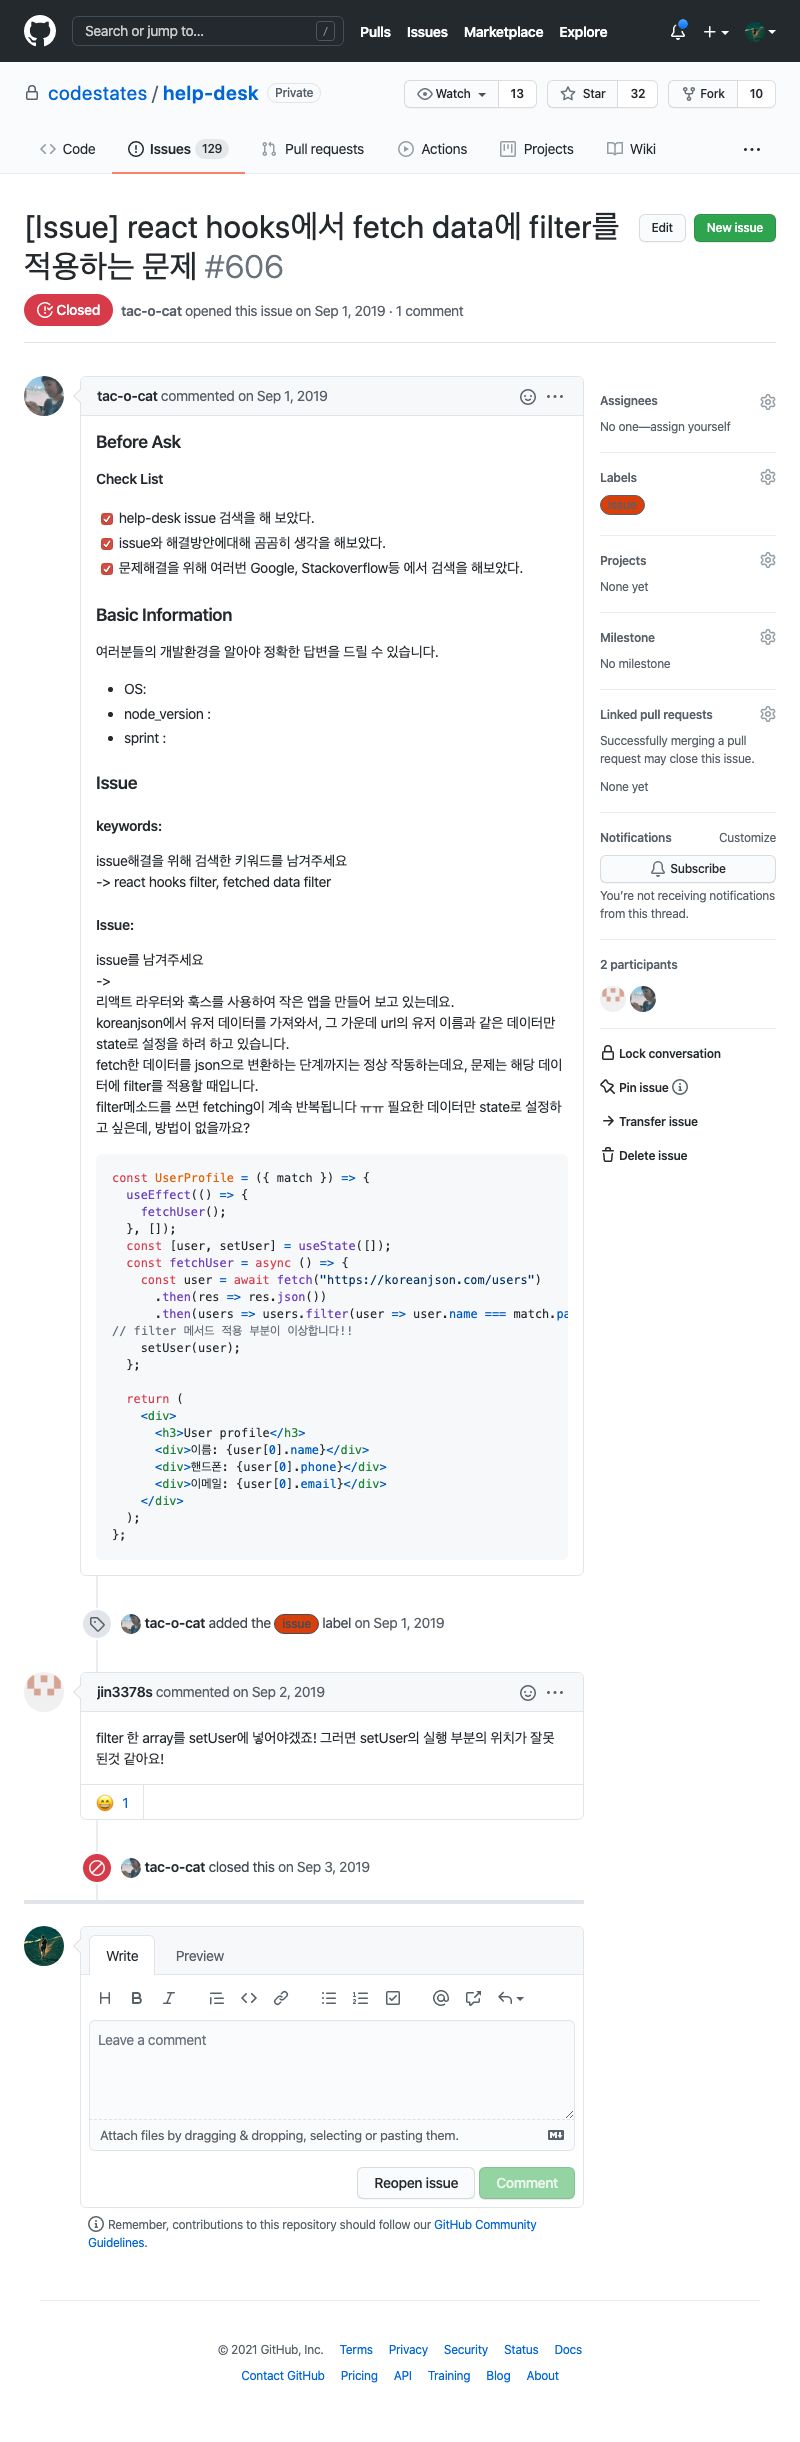 Search or jump to...
/
Pulls
Issues
Marketplace
Explore
codestates / help-desk
Private
Watch
13
Star
32
Fork
10
Code
Issues 129
Pull requests
Actions
Projects
Wiki
[Issue] react hooks에서 fetch data에 filter를
적용하는 문제 #606
Edit
New issue
Closed
tac-o-cat opened this issue on Sep 1, 2019 · 1 comment
tac-o-cat commented on Sep 1, 2019
Before Ask
Check List
help-desk issue 검색을 해 보았다.
issue와 해결방안에대해 곰곰히 생각을 해보았다.
문제해결을 위해 여러번 Google, Stackoverflow등 에서 검색을 해보았다.
Basic Information
여러분들의 개발환경을 알아야 정확한 답변을 드릴 수 있습니다.
• OS:
• node_version :
• sprint :
Issue
keywords:
issue해결을 위해 검색한 키워드를 남겨주세요
-> react hooks filter, fetched data filter
Issue:
issue를 남겨주세요
->
리액트 라우터와 훅스를 사용하여 작은 앱을 만들어 보고 있는데요.
koreanjson에서 유저 데이터를 가져와서, 그 가운데 url의 유저 이름과 같은 데이터만
state로 설정을 하려 하고 있습니다.
fetch한 데이터를 json으로 변환하는 단계까지는 정상 작동하는데요, 문제는 해당 데이
터에 filter를 적용할 때입니다.
filter메소드를 쓰면 fetching이 계속 반복됩니다 ㅠㅠ 필요한 데이터만 state로 설정하
고 싶은데, 방법이 없을까요?
const UserProfile = ({ match }) => {
  useEffect(() => {
    fetchUser();
  }, []);
  const [user, setUser] = useState([]);
  const fetchUser = async () => {
    const user = await fetch("https://koreanjson.com/users")
      .then(res => res.json())
      .then(users => users.filter(user => user.name === match.pa
// filter 메서드 적용 부분이 이상합니다!!
    setUser(user);
  };
  return (
    <div>
      <h3>User profile</h3>
      <div>이름: {user[0].name}</div>
      <div>핸드폰: {user[0].phone}</div>
      <div>이메일: {user[0].email}</div>
    </div>
  );
};
tac-o-cat added the issue label on Sep 1, 2019
jin3378s commented on Sep 2, 2019
filter 한 array를 setUser에 넣어야겠죠! 그러면 setUser의 실행 부분의 위치가 잘못
된것 같아요!
😄 1
tac-o-cat closed this on Sep 3, 2019
Write
Preview
H B I
Leave a comment
Attach files by dragging & dropping, selecting or pasting them.
Reopen issue
Comment
Remember, contributions to this repository should follow our GitHub Community
Guidelines.
Assignees
No one—assign yourself
Labels
issue
Projects
None yet
Milestone
No milestone
Linked pull requests
Successfully merging a pull
request may close this issue.
None yet
Notifications
Customize
Subscribe
You're not receiving notifications
from this thread.
2 participants
Lock conversation
Pin issue
Transfer issue
Delete issue
© 2021 GitHub, Inc.
Terms
Privacy
Security
Status
Docs
Contact GitHub
Pricing
API
Training
Blog
About